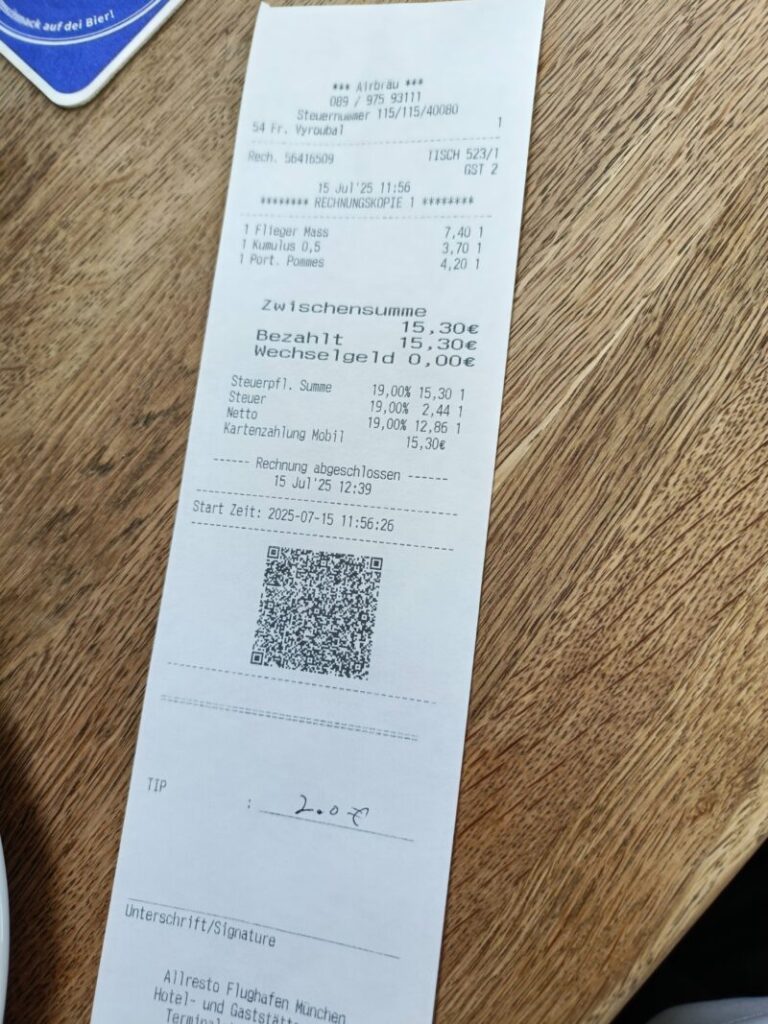 auf dei Bier!
*** Airbräu ***
089 / 975 93111
Steuernummer 115/115/40080
54 Fr. Vyroubal 1
Rech. 56416509 TISCH 523/1
GST 2
15 Jul'25 11:56
******** RECHNUNGSKOPIE 1 ********
1 Flieger Mass 7,40 1
1 Kumulus 0,5 3,70 1
1 Port. Pommes 4,20 1
Zwischensumme
15,30€
Bezahlt 15,30€
Wechselgeld 0,00€
Steuerpfl. Summe 19,00% 15,30 1
Steuer 19,00% 2,44 1
Netto 19,00% 12,86 1
Kartenzahlung Mobil 15,30€
------ Rechnung abgeschlossen ------
15 Jul'25 12:39
Start Zeit: 2025-07-15 11:56:26
TIP : 2.0 €
Unterschrift/Signature
Allresto Flughafen München
Hotel- und
Terminal